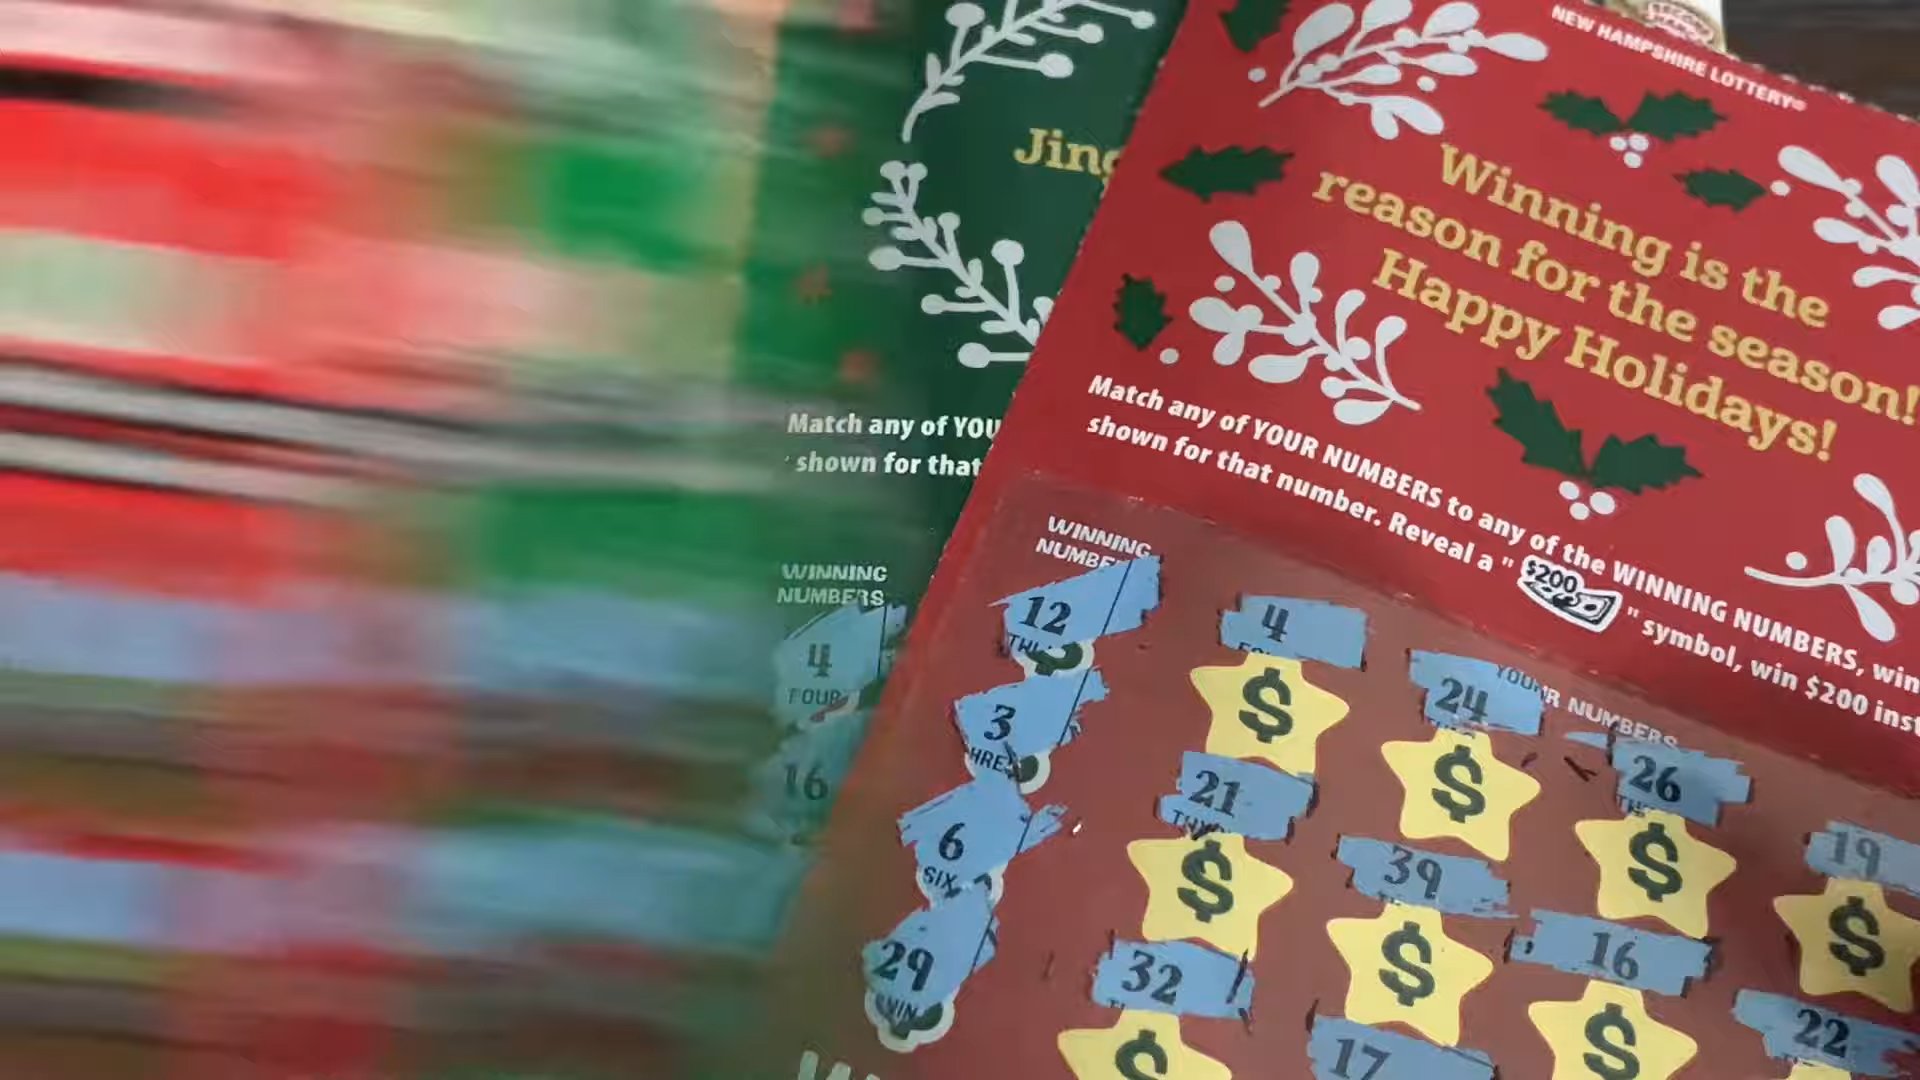 Jing
Match any of YOU
shown for that
WINNING
NUMBERS
4
FOUR
16
NEW HAMPSHIRE LOTTERY®
Winning is the
reason for the season!
Happy Holidays!
Match any of YOUR NUMBERS to any of the WINNING NUMBERS, win
shown for that number. Reveal a "$200" symbol, win $200 inst
WINNING
NUMBE
12
3
HRE
6
SIX
29
YOUR NUMBERS
4
$
24
$
26
$
19
$
21
$
39
$
16
$
22
32
$
17